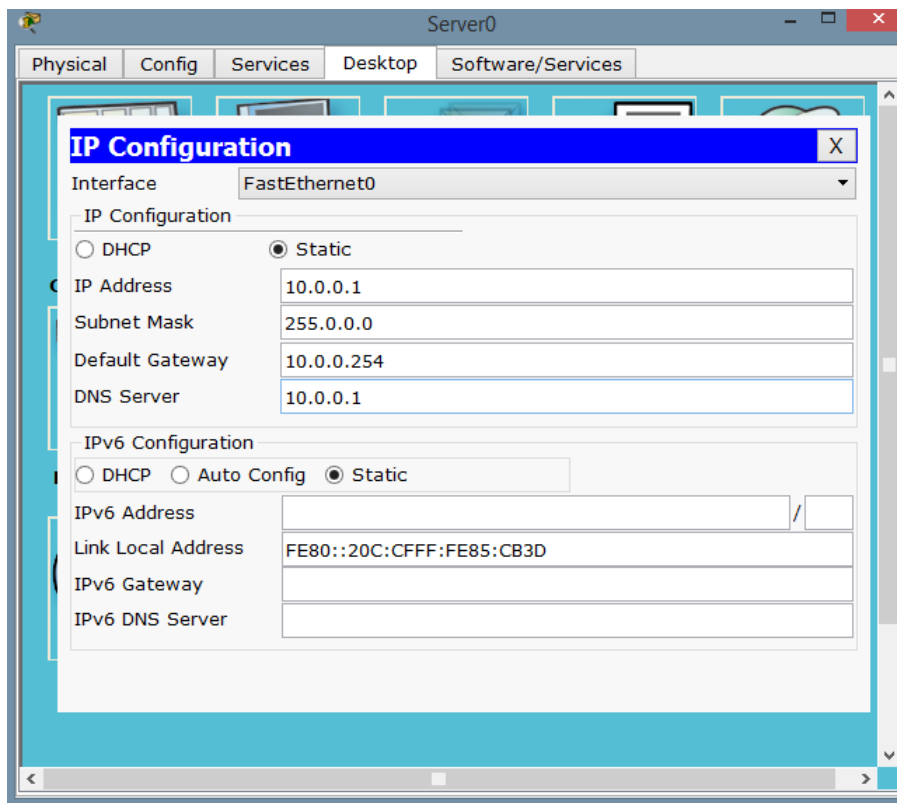 Server0
Physical Config Services Desktop Software/Services
IP Configuration X
Interface FastEthernet0
IP Configuration
DHCP Static
IP Address 10.0.0.1
Subnet Mask 255.0.0.0
Default Gateway 10.0.0.254
DNS Server 10.0.0.1
IPv6 Configuration
DHCP Auto Config Static
IPv6 Address /
Link Local Address FE80::20C:CFFF:FE85:CB3D
IPv6 Gateway
IPv6 DNS Server